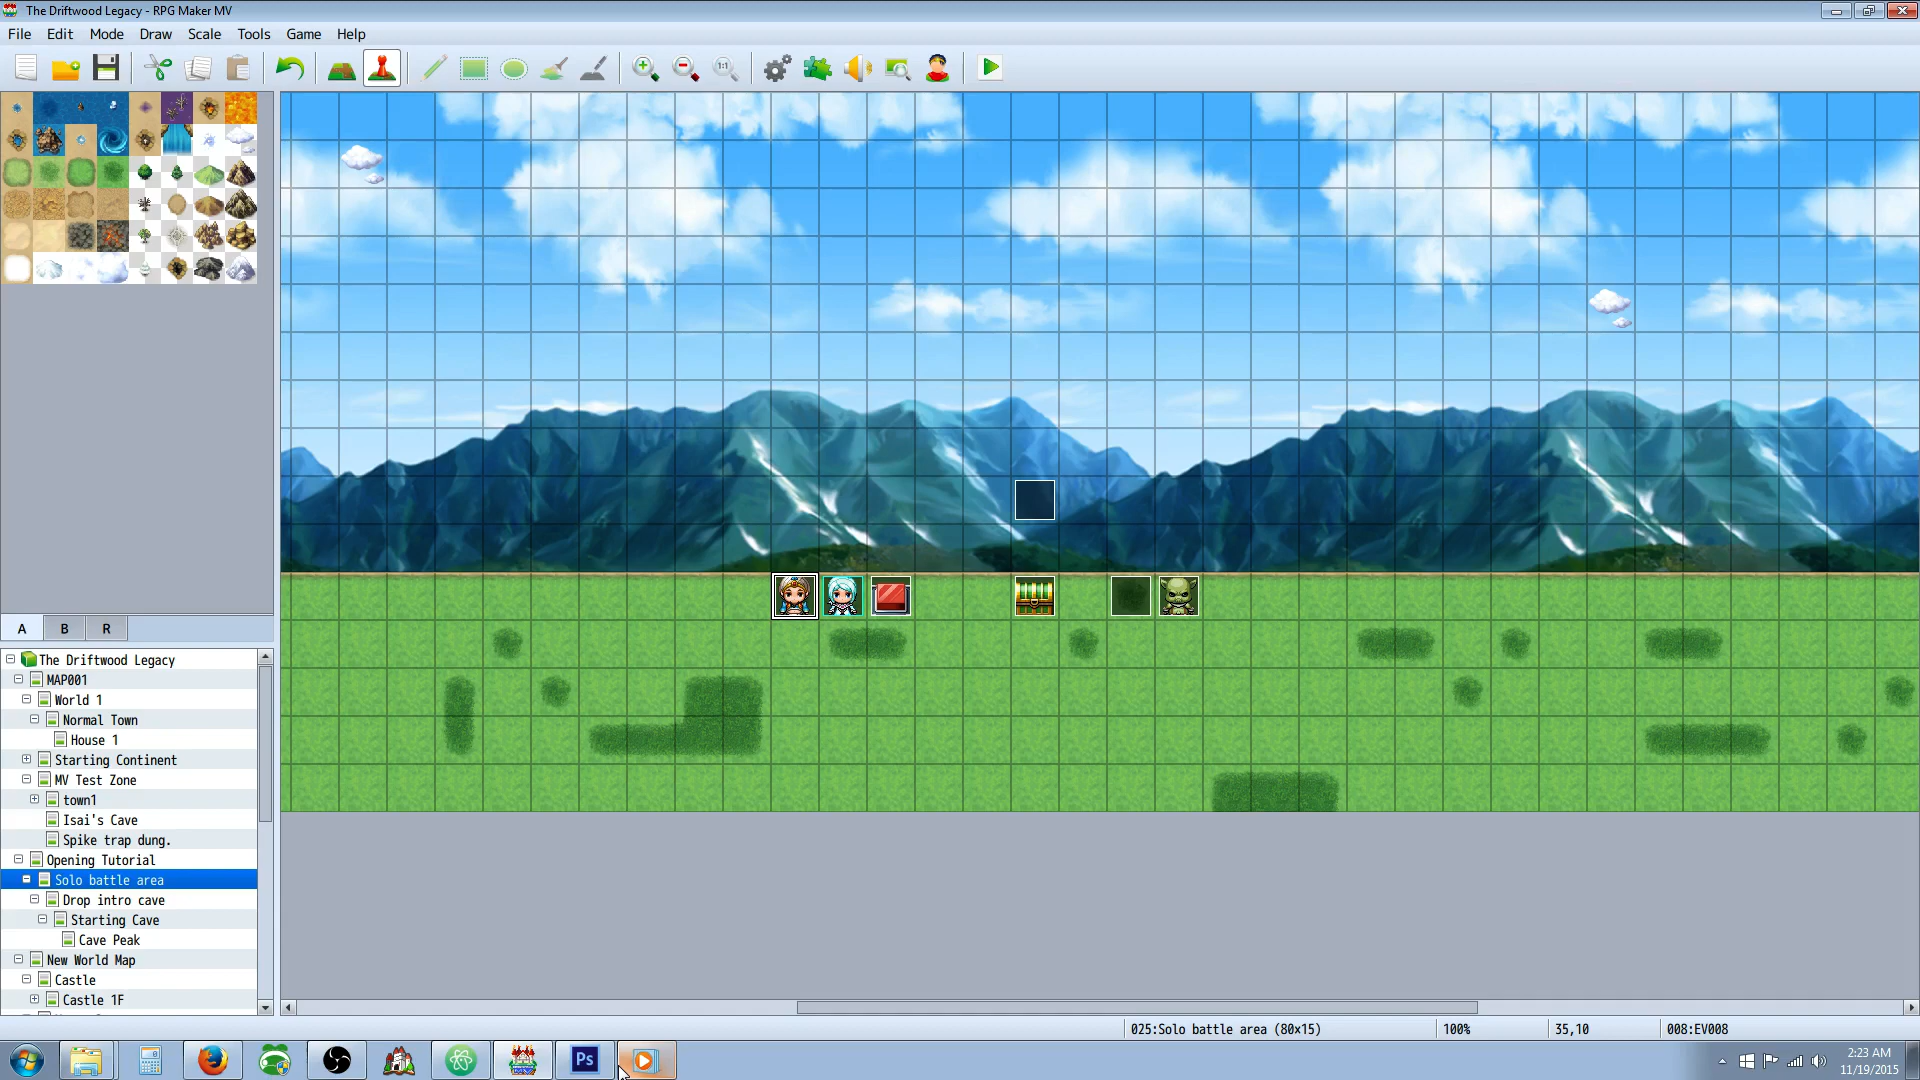 The Driftwood Legacy - RPG Maker MV
File Edit Mode Draw Scale Tools Game Help
1:1
A B R
The Driftwood Legacy
MAP001
World 1
Normal Town
House 1
Starting Continent
MV Test Zone
town1
Isai's Cave
Spike trap dung.
Opening Tutorial
Solo battle area
Drop intro cave
Starting Cave
Cave Peak
New World Map
Castle
Castle 1F
025:Solo battle area (80x15) 100% 35,10 008:EV008
Ps
2:23 AM
11/19/2015